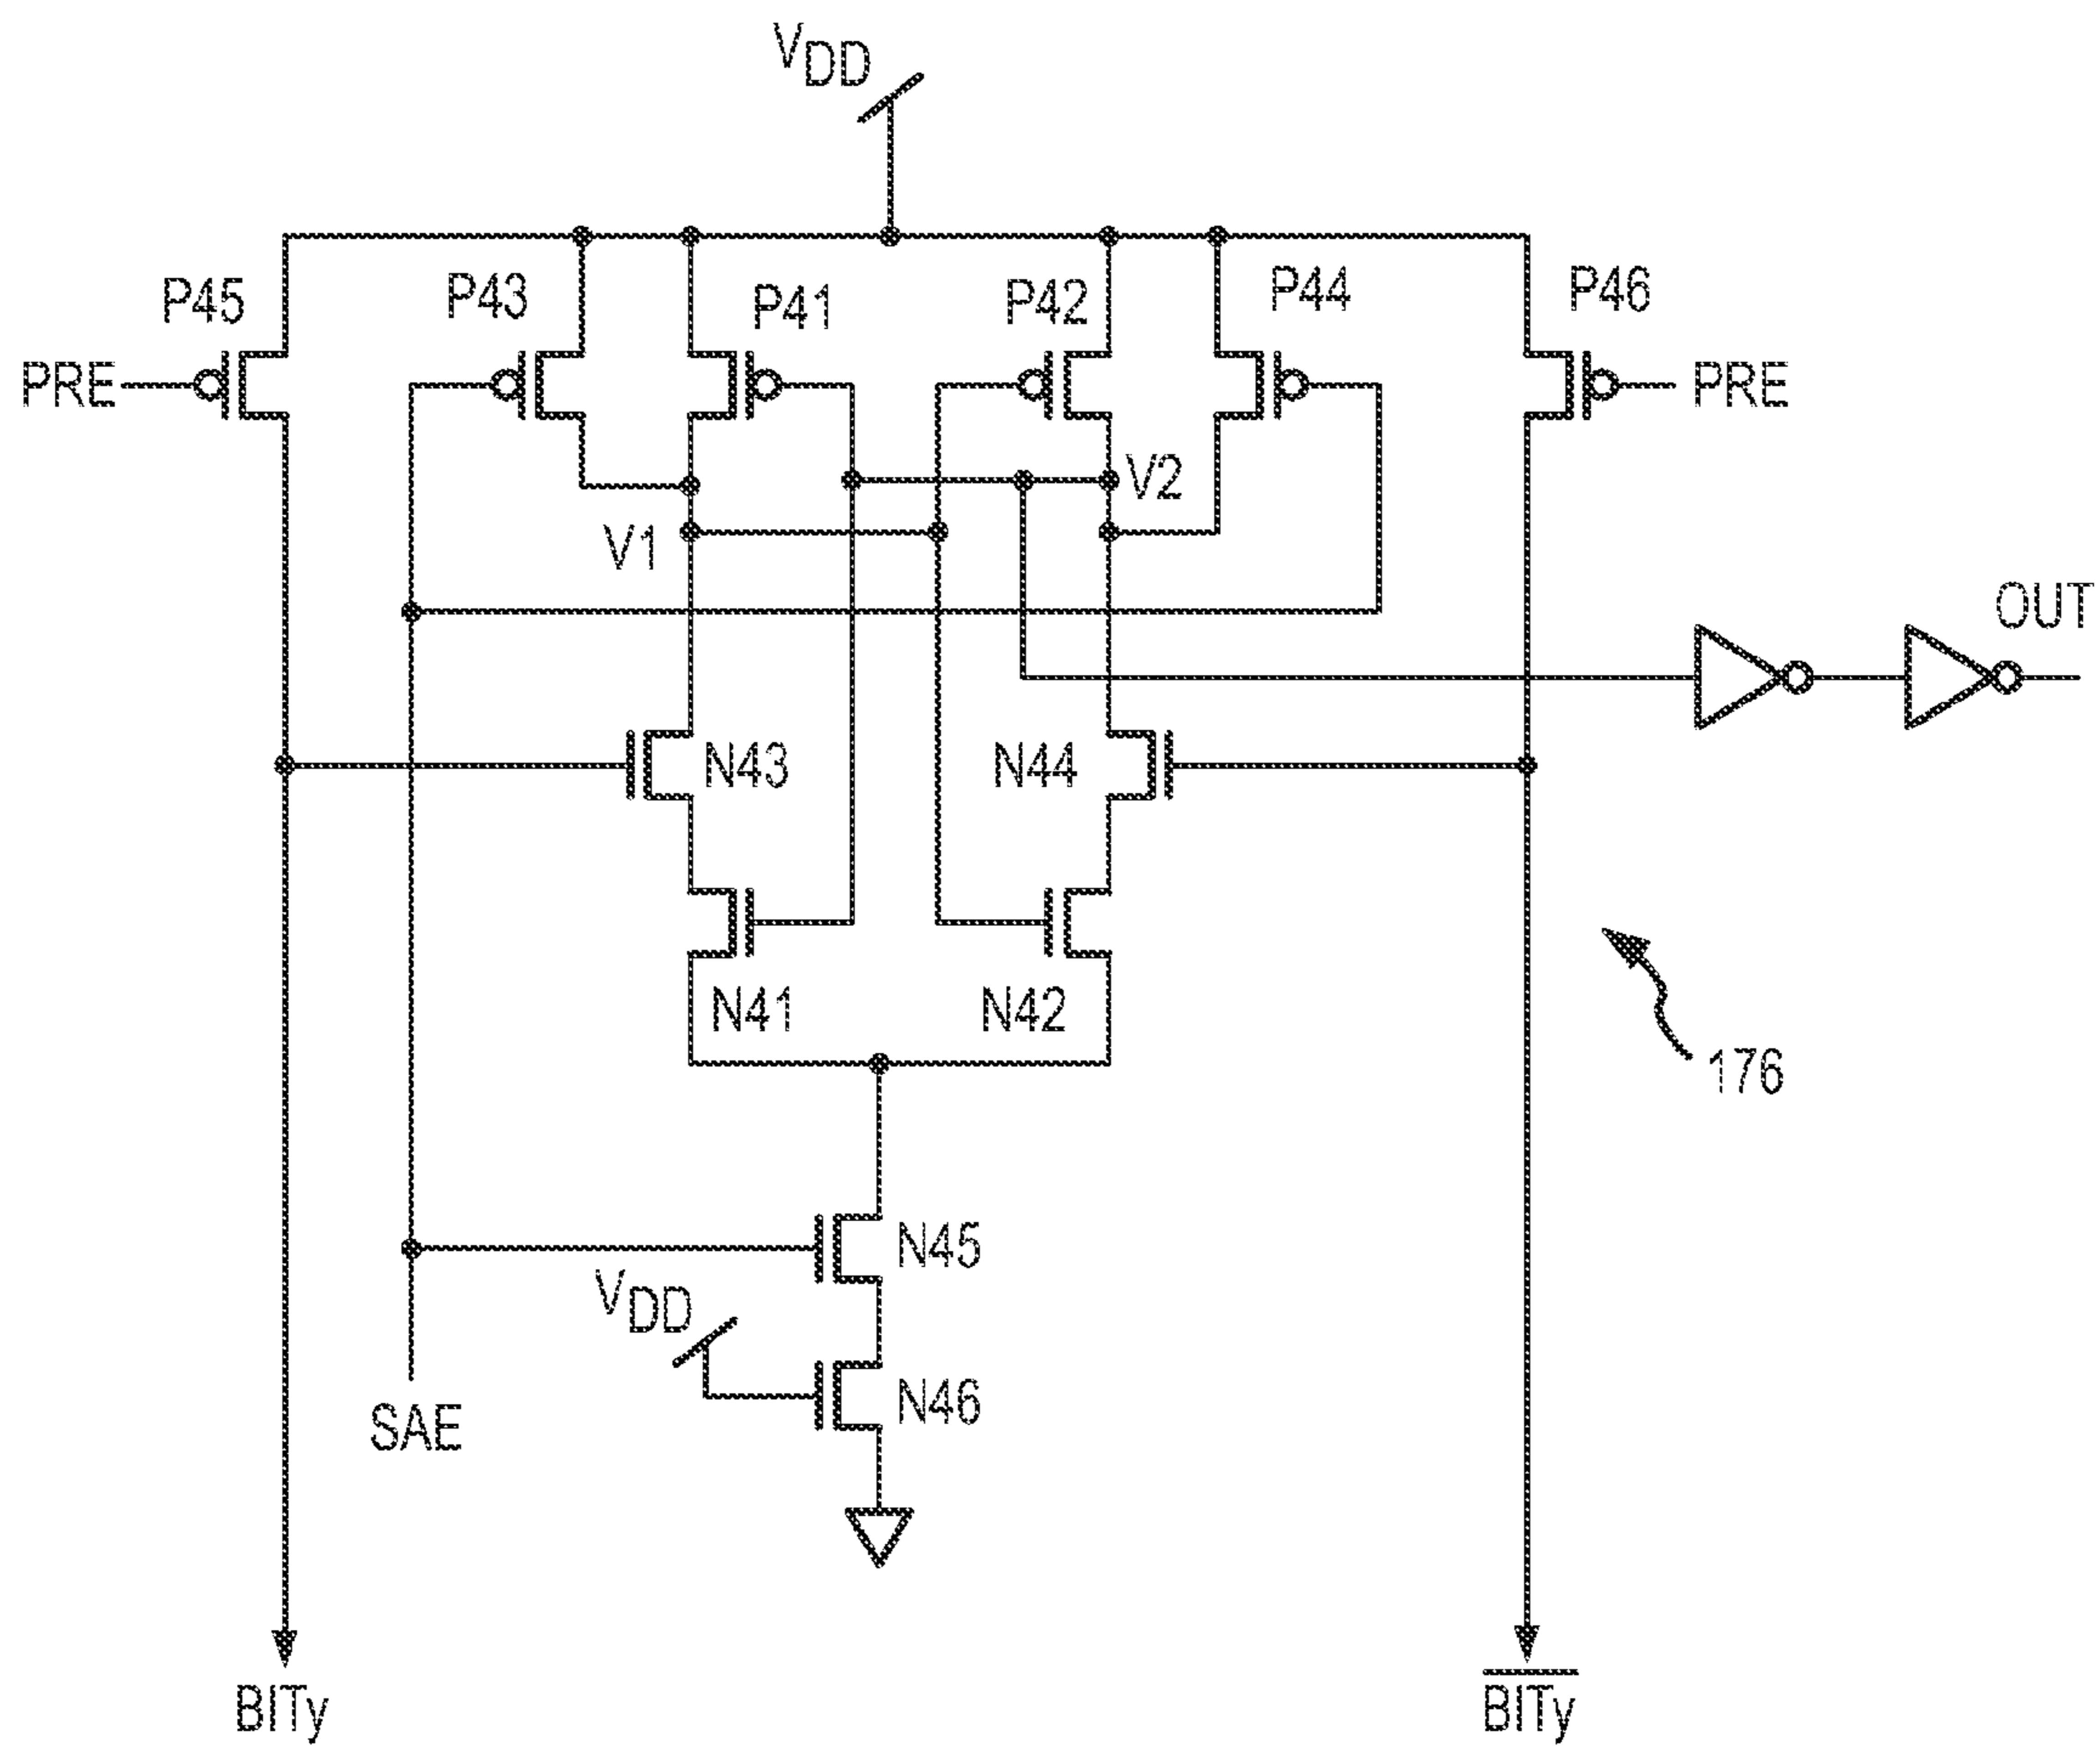 VDD
P45
P43
P41
P42
P44
P46
PRE
PRE
V1
V2
OUT
N43
N44
N41
N42
176
N45
VDD
N46
SAE
BITy
B̅I̅T̅y̅